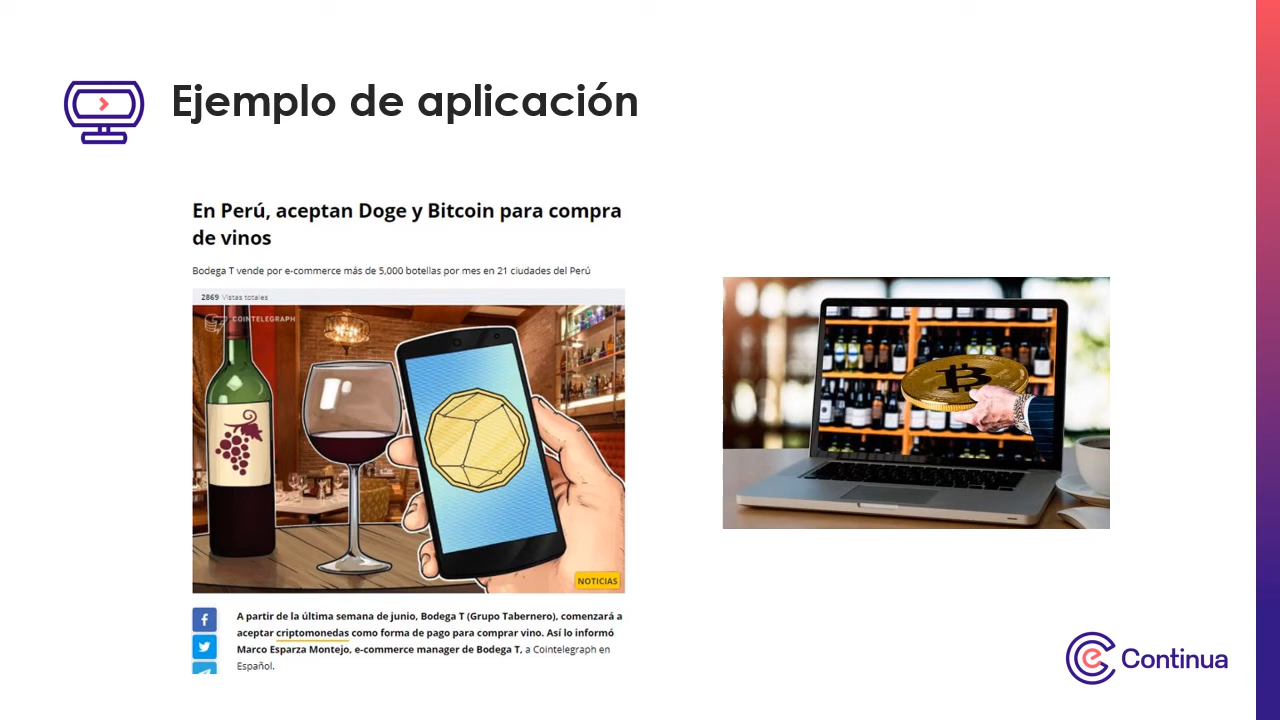 Ejemplo de aplicación
En Perú, aceptan Doge y Bitcoin para compra
de vinos
Bodega T vende por e-commerce más de 5,000 botellas por mes en 21 ciudades del Perú
2869 Vistas totales
COINTELEGRAPH
NOTICIAS
A partir de la última semana de junio, Bodega T (Grupo Tabernero), comenzará a
aceptar criptomonedas como forma de pago para comprar vino. Así lo informó
Marco Esparza Montejo, e-commerce manager de Bodega T, a Cointelegraph en
Español.
Continua